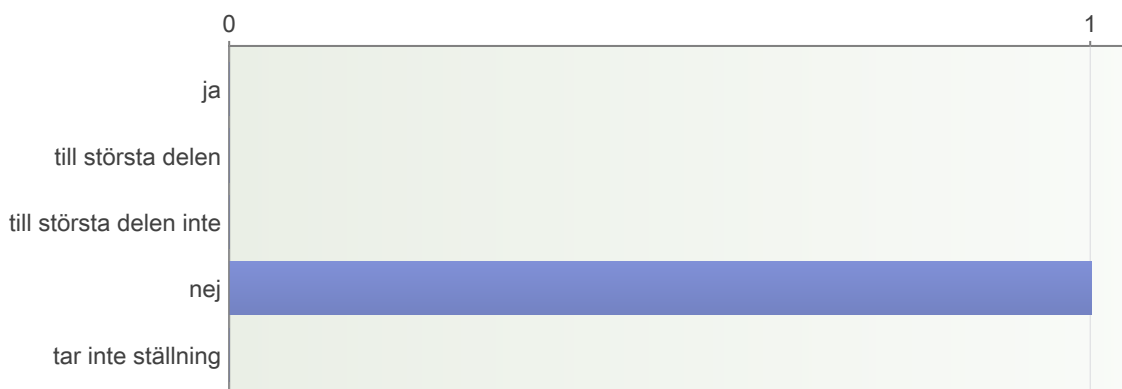 0 1
ja
till största delen
till största delen inte
nej
tar inte ställning